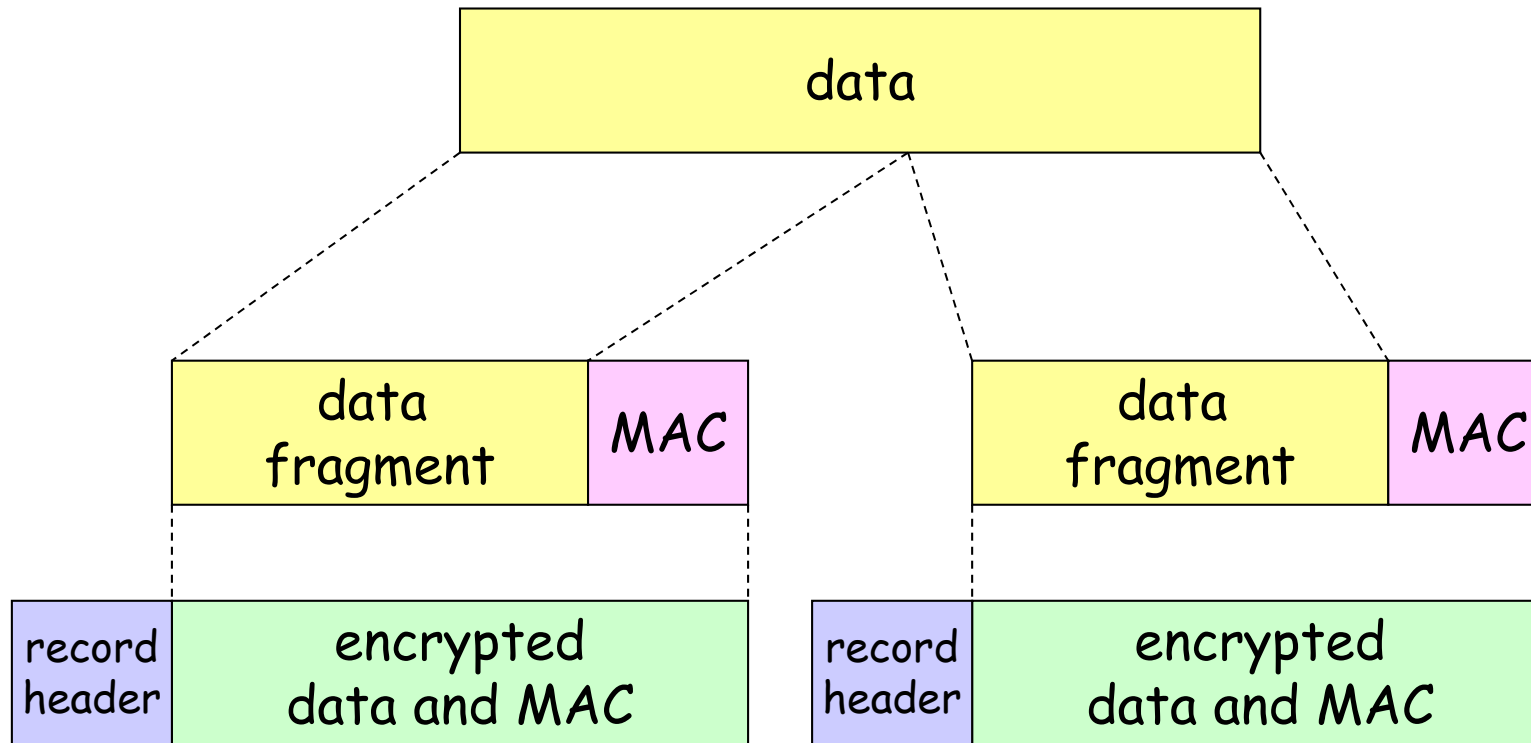 data
data
fragment
MAC
data
fragment
MAC
record
header
encrypted
data and MAC
record
header
encrypted
data and MAC